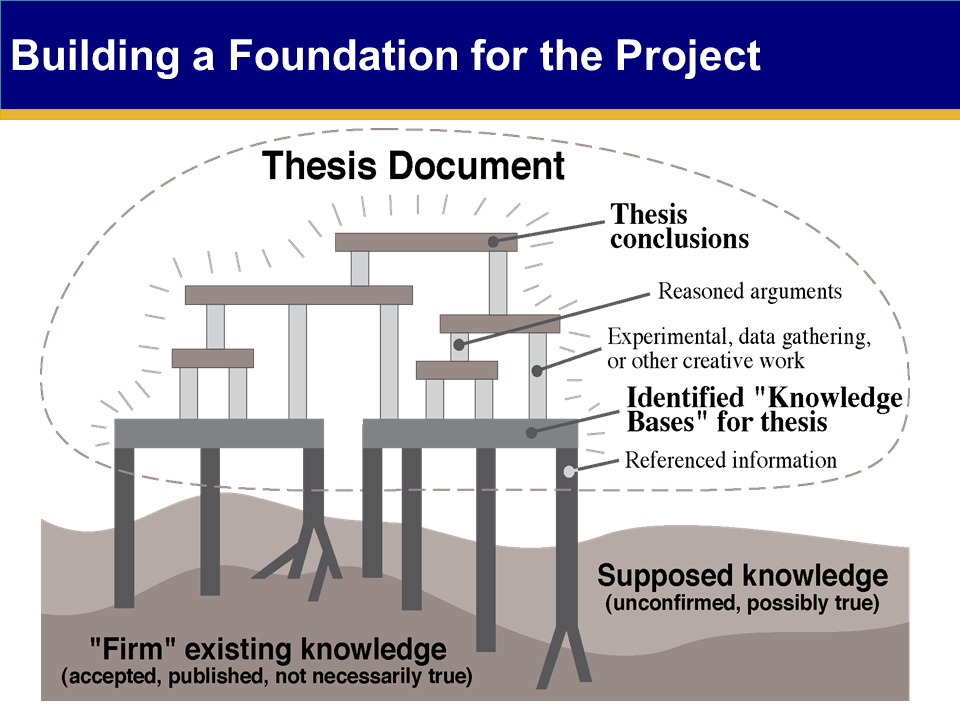 Building a Foundation for the Project
Thesis Document
Thesis
conclusions
Reasoned arguments
Experimental, data gathering,
or other creative work
Identified "Knowledge
Bases" for thesis
Referenced information
Supposed knowledge
(unconfirmed, possibly true)
"Firm" existing knowledge
(accepted, published, not necessarily true)